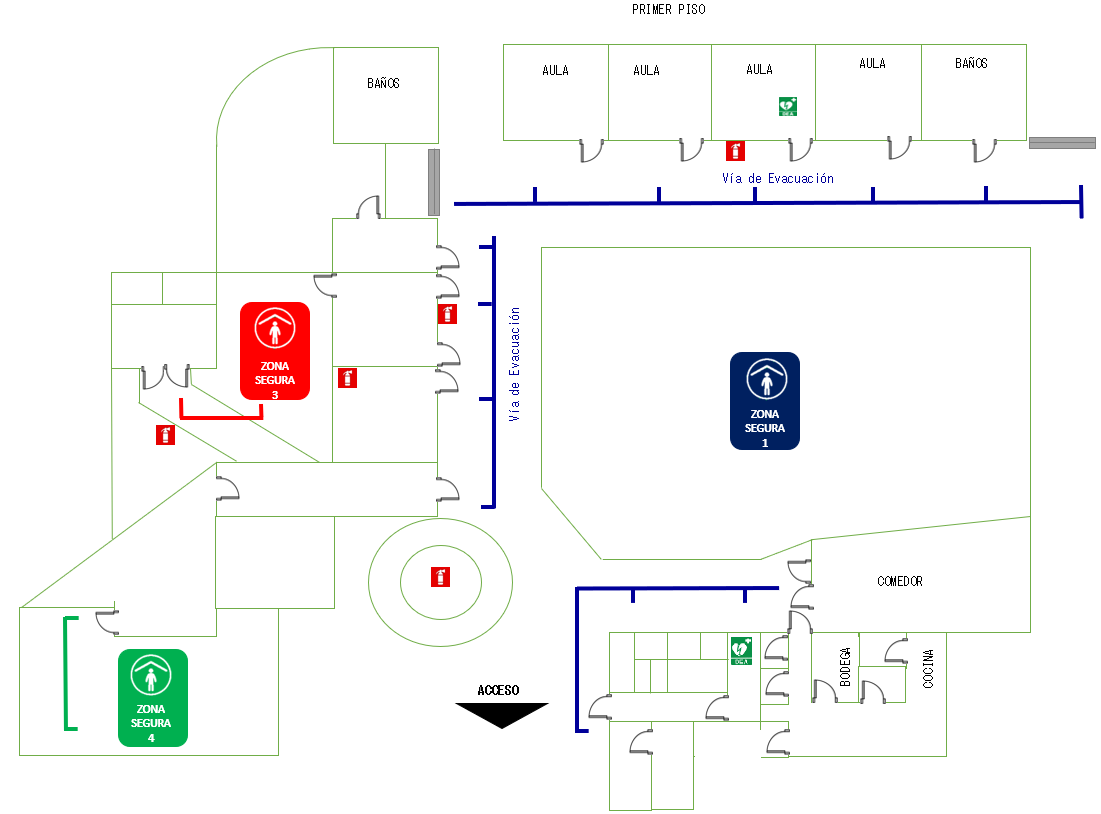 PRIMER PISO
BAÑOS
AULA
AULA
AULA
AULA
BAÑOS
DEA
Vía de Evacuación
Vía de Evacuación
ZONA
SEGURA
3
ZONA
SEGURA
1
COMEDOR
DEA
BODEGA
COCINA
ACCESO
ZONA
SEGURA
4